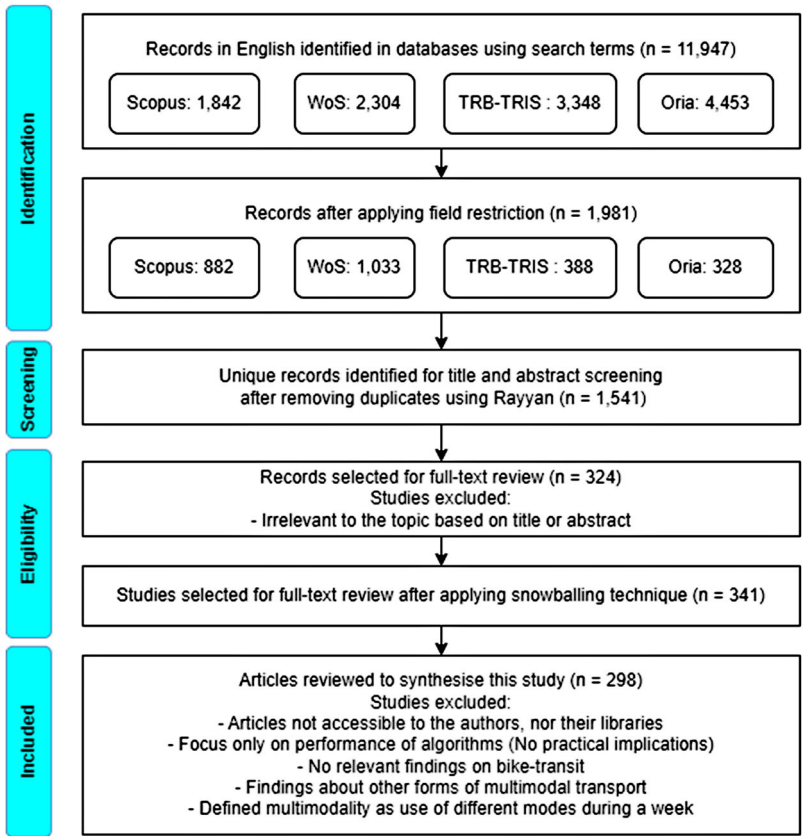 Identification
Records in English identified in databases using search terms (n = 11,947)
Scopus: 1,842
WoS: 2,304
TRB-TRIS : 3,348
Oria: 4,453
Records after applying field restriction (n = 1,981)
Scopus: 882
WoS: 1,033
TRB-TRIS : 388
Oria: 328
Screening
Unique records identified for title and abstract screening
after removing duplicates using Rayyan (n = 1,541)
Eligibility
Records selected for full-text review (n = 324)
Studies excluded:
- Irrelevant to the topic based on title or abstract
Studies selected for full-text review after applying snowballing technique (n = 341)
Included
Articles reviewed to synthesise this study (n = 298)
Studies excluded:
- Articles not accessible to the authors, nor their libraries
- Focus only on performance of algorithms (No practical implications)
- No relevant findings on bike-transit
- Findings about other forms of multimodal transport
- Defined multimodality as use of different modes during a week